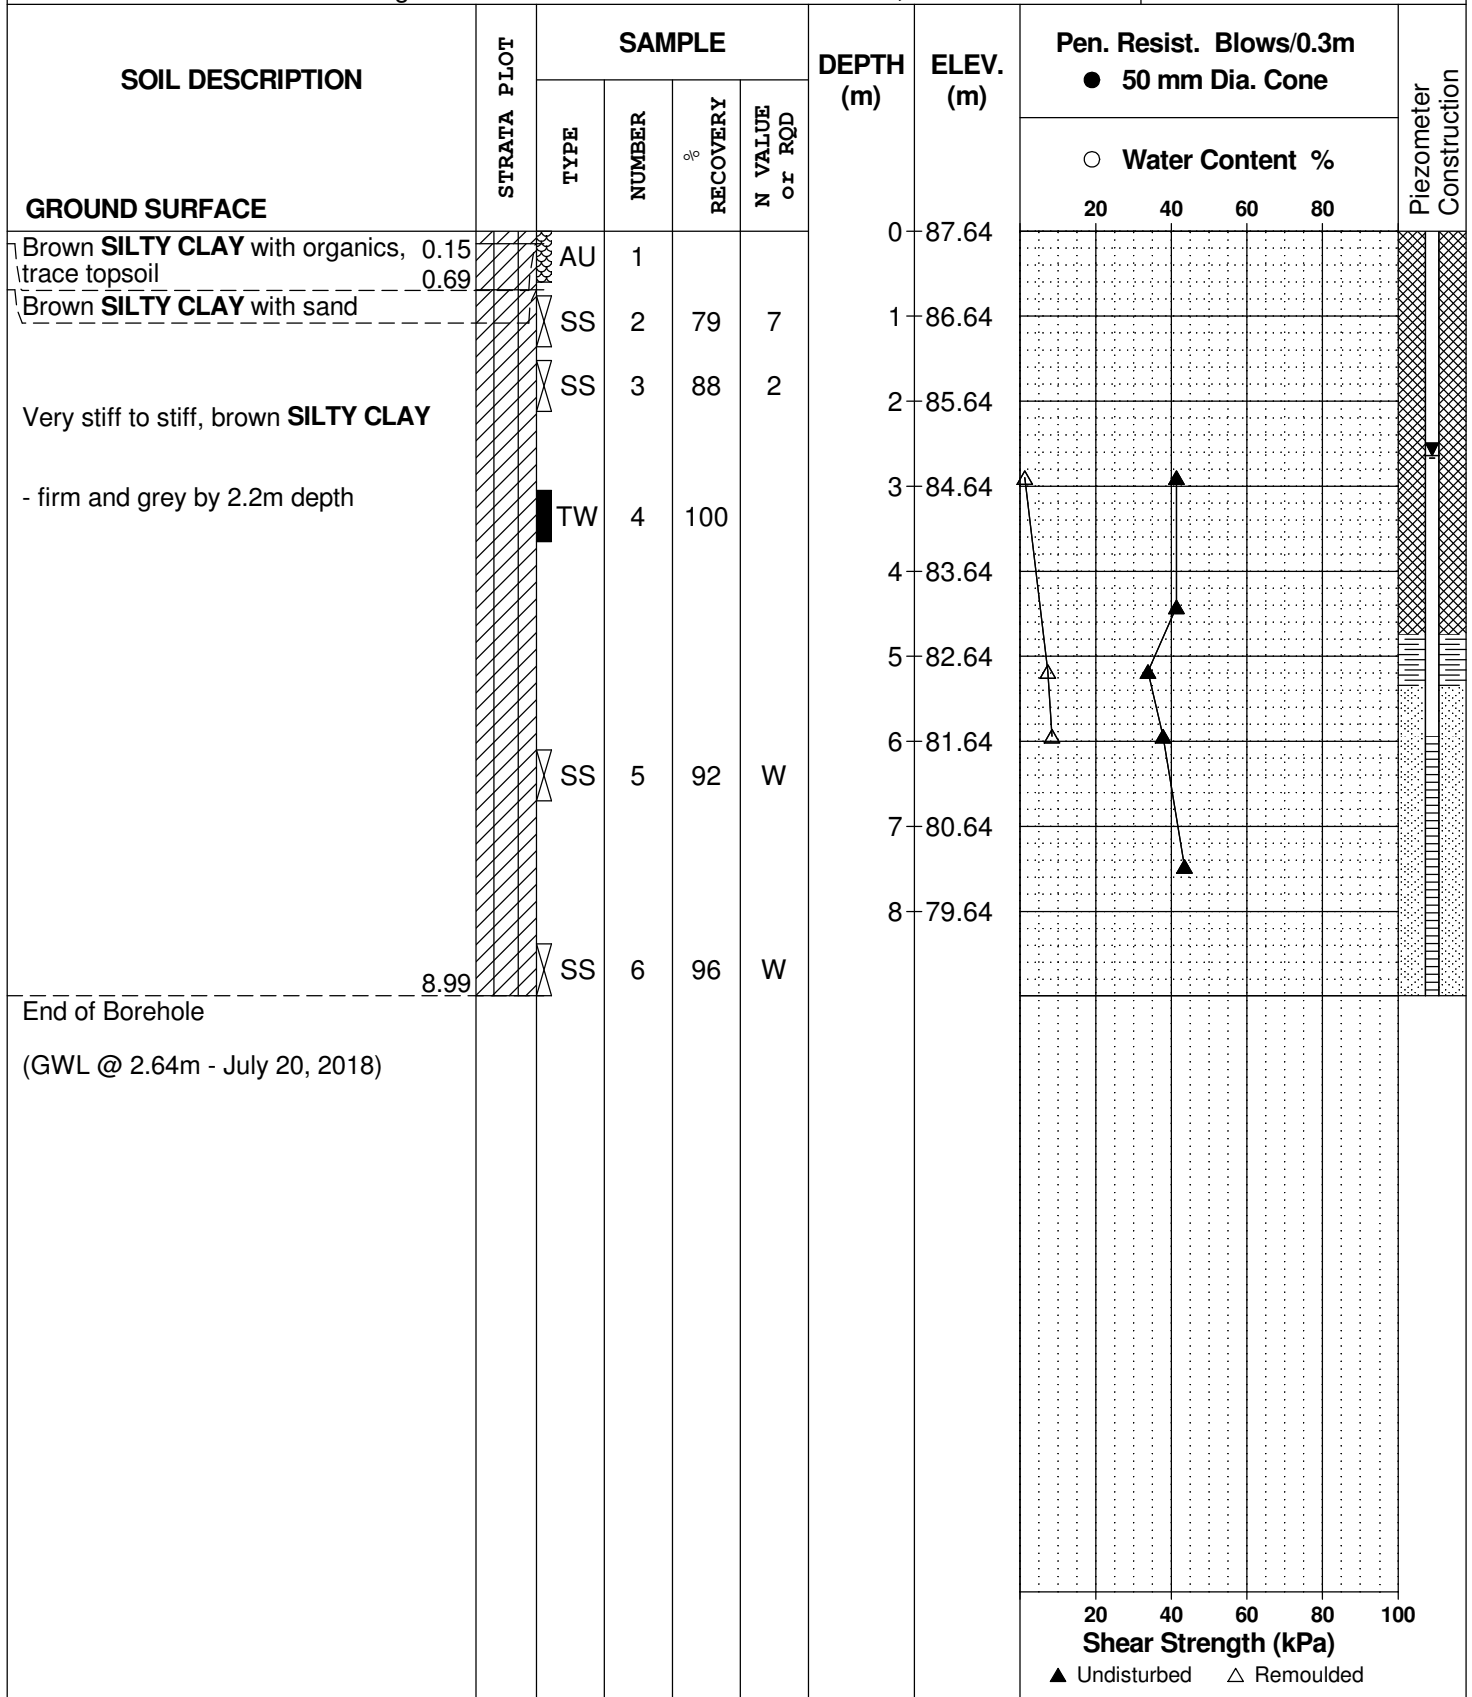 SOIL DESCRIPTION
GROUND SURFACE
STRATA PLOT
SAMPLE
TYPE
NUMBER
% RECOVERY
N VALUE or RQD
DEPTH (m)
ELEV. (m)
Pen. Resist. Blows/0.3m
● 50 mm Dia. Cone
○ Water Content %
20 40 60 80
Piezometer Construction
Brown SILTY CLAY with organics, 0.15
trace topsoil 0.69
Brown SILTY CLAY with sand
Very stiff to stiff, brown SILTY CLAY
- firm and grey by 2.2m depth
8.99
End of Borehole
(GWL @ 2.64m - July 20, 2018)
AU 1
SS 2 79 7
SS 3 88 2
TW 4 100
SS 5 92 W
SS 6 96 W
0 87.64
1 86.64
2 85.64
3 84.64
4 83.64
5 82.64
6 81.64
7 80.64
8 79.64
20 40 60 80 100
Shear Strength (kPa)
▲ Undisturbed △ Remoulded